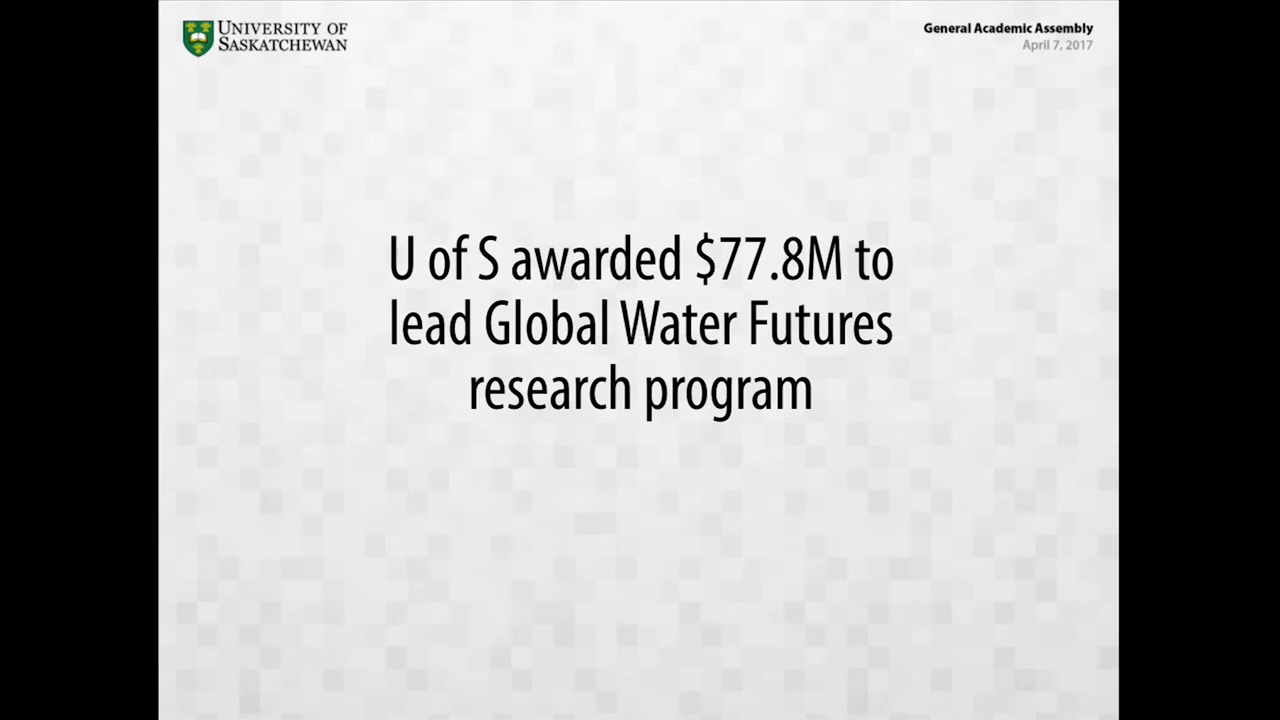 UNIVERSITY OF
SASKATCHEWAN
General Academic Assembly
April 7, 2017
U of S awarded $77.8M to
lead Global Water Futures
research program